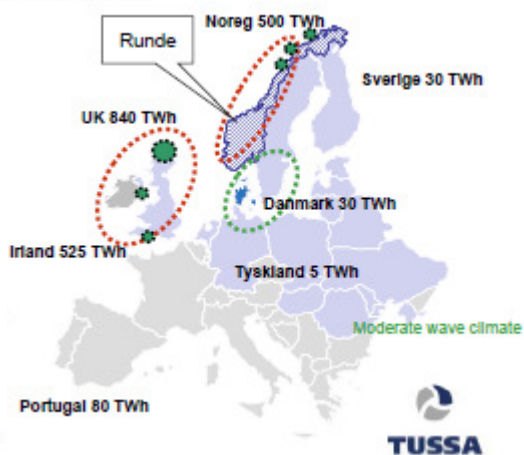 Noreg 500 TWh
Runde
Sverige 30 TWh
UK 840 TWh
Danmark 30 TWh
Irland 525 TWh
Tyskland 5 TWh
Moderate wave climate
Portugal 80 TWh
TUSSA